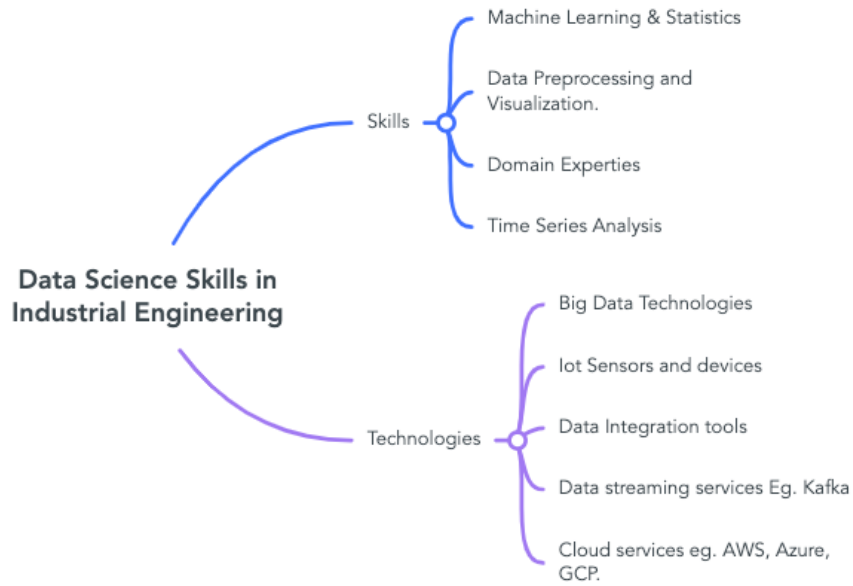 Data Science Skills in
Industrial Engineering
Skills
Machine Learning & Statistics
Data Preprocessing and
Visualization.
Domain Experties
Time Series Analysis
Technologies
Big Data Technologies
Iot Sensors and devices
Data Integration tools
Data streaming services Eg. Kafka
Cloud services eg. AWS, Azure,
GCP.